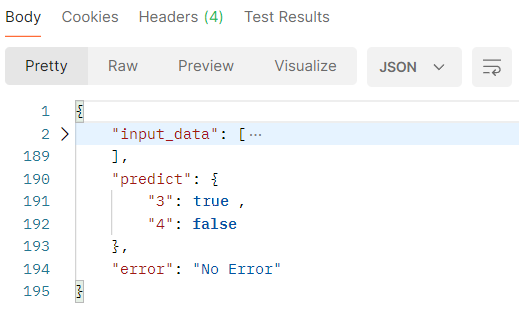 Body Cookies Headers (4) Test Results
Pretty Raw Preview Visualize JSON
1 {
2 "input_data": [⋯
189 ],
190 "predict": {
191 "3": true ,
192 "4": false
193 },
194 "error": "No Error"
195 }